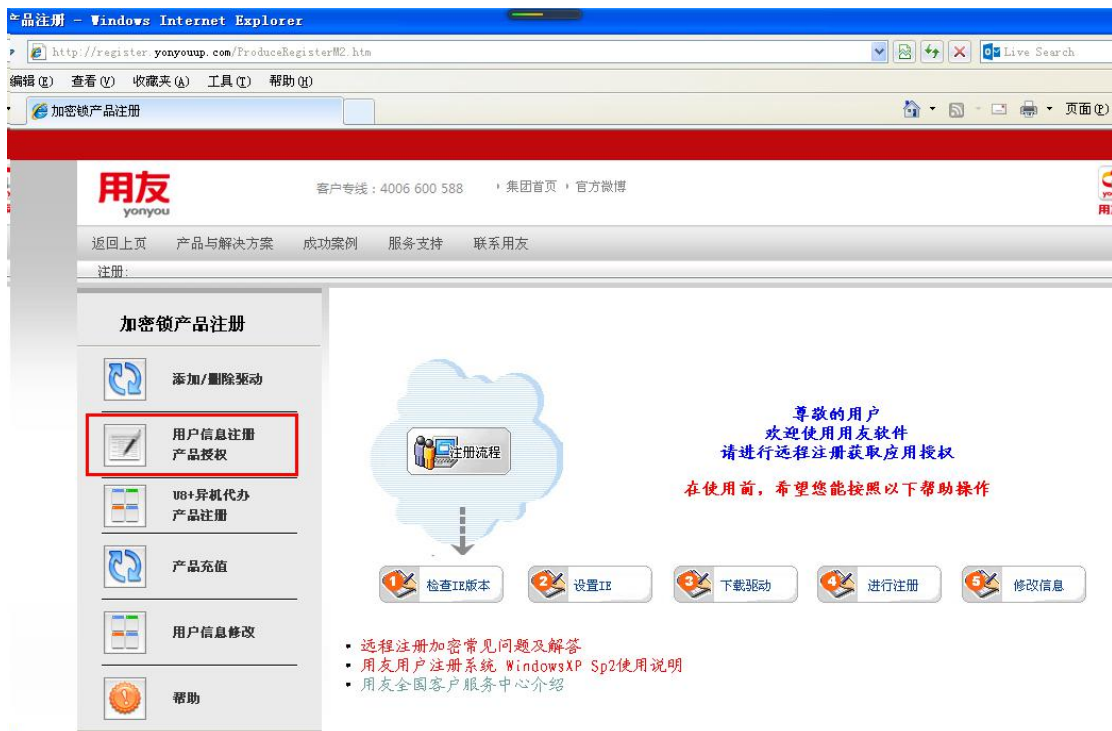 产品注册 - Windows Internet Explorer
http://register.yonyouup.com/ProduceRegisterM2.htm
Live Search
编辑(E) 查看(V) 收藏夹(A) 工具(T) 帮助(H)
加密锁产品注册
页面(P)
用友
yonyou
客户专线：4006 600 588
集团首页
官方微博
返回上页 产品与解决方案 成功案例 服务支持 联系用友
注册:
加密锁产品注册
添加/删除驱动
用户信息注册
产品授权
U8+异机代办
产品注册
产品充值
用户信息修改
帮助
注册流程
尊敬的用户
欢迎使用用友软件
请进行远程注册获取应用授权
在使用前，希望您能按照以下帮助操作
1 检查IE版本
2 设置IE
3 下载驱动
4 进行注册
5 修改信息
• 远程注册加密常见问题及解答
• 用友用户注册系统 WindowsXP Sp2使用说明
• 用友全国客户服务中心介绍